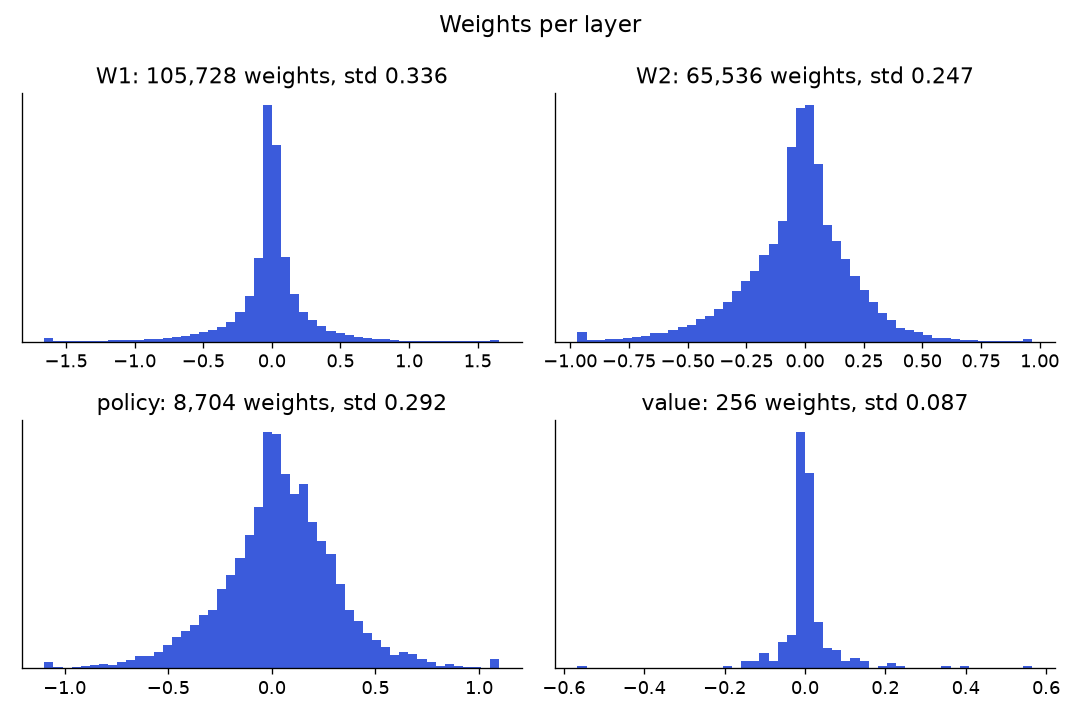 Weights per layer
W1: 105,728 weights, std 0.336
W2: 65,536 weights, std 0.247
−1.5 −1.0 −0.5 0.0 0.5 1.0 1.5
−1.00 −0.75 −0.50 −0.25 0.00 0.25 0.50 0.75 1.00
policy: 8,704 weights, std 0.292
value: 256 weights, std 0.087
−1.0 −0.5 0.0 0.5 1.0
−0.6 −0.4 −0.2 0.0 0.2 0.4 0.6